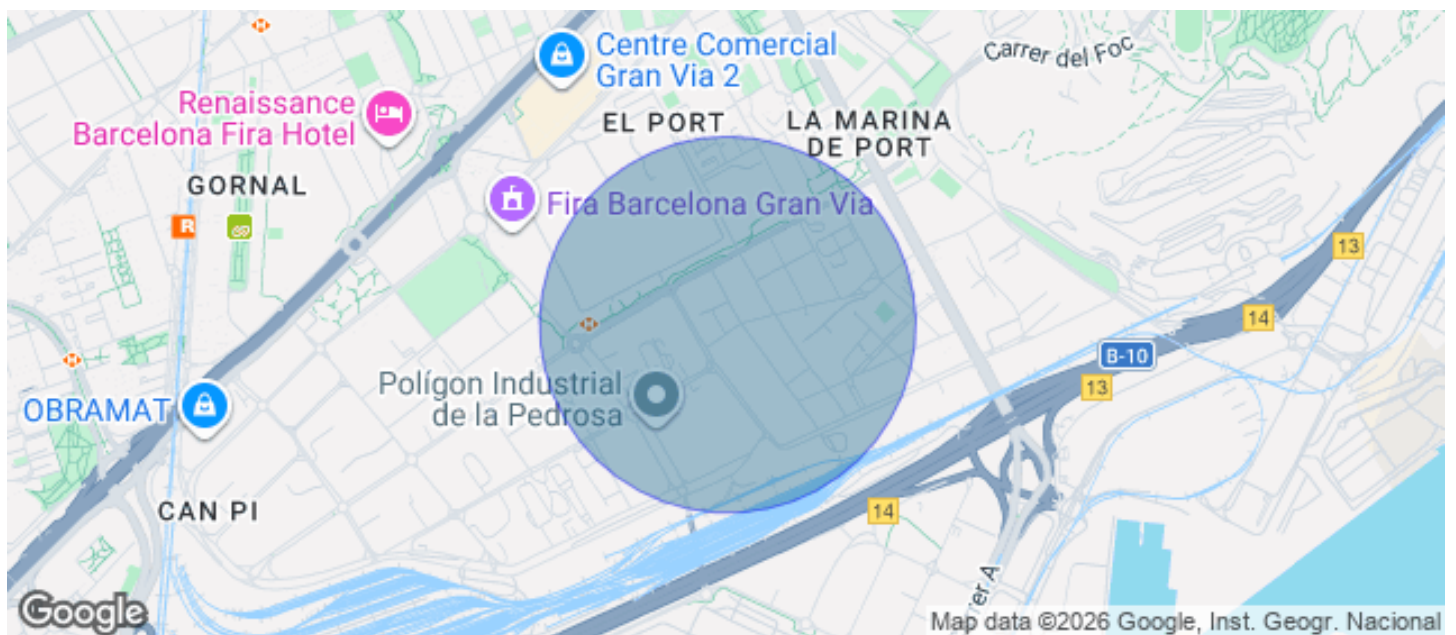 Centre Comercial
Gran Via 2
Carrer del Foc
Renaissance
Barcelona Fira Hotel
EL PORT
LA MARINA
DE PORT
GORNAL
R
Fira Barcelona Gran Via
13
14
B-10
13
Polígon Industrial
de la Pedrosa
OBRAMAT
CAN PI
14
rer A
Google
Map data ©2026 Google, Inst. Geogr. Nacional